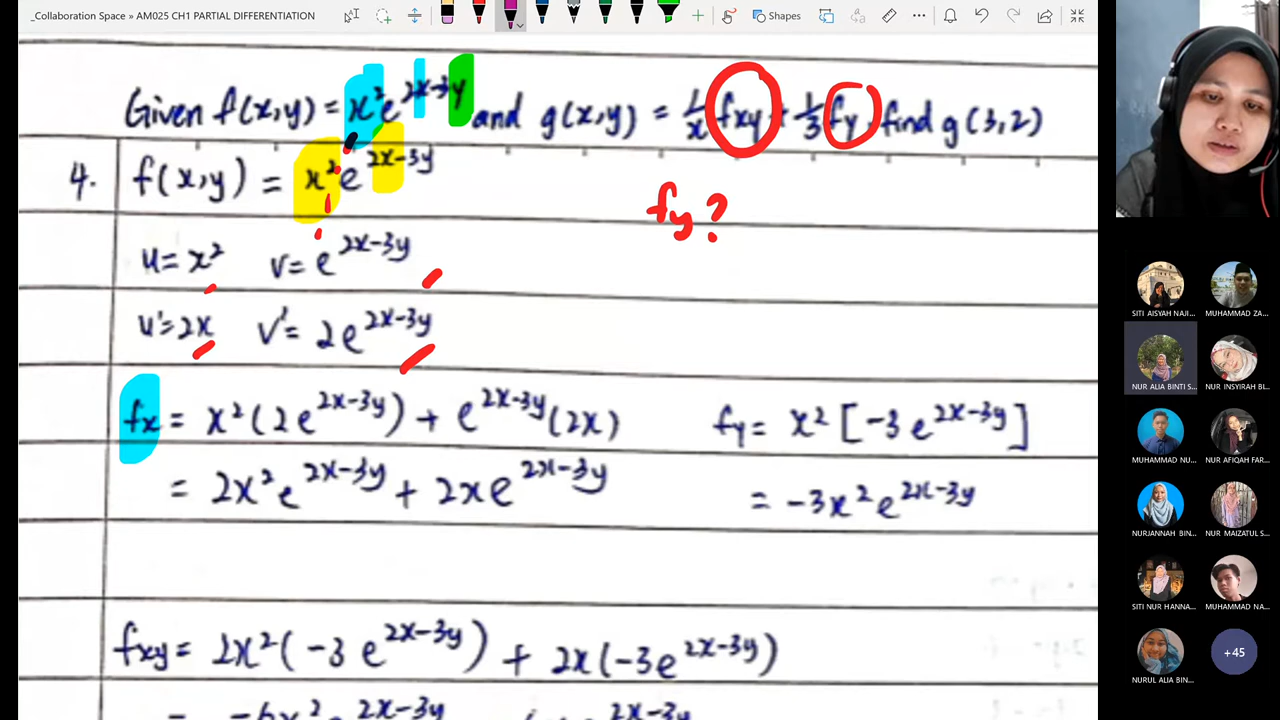 _Collaboration Space » AM025 CH1 PARTIAL DIFFERENTIATION
Shapes
Given f(x,y) = x²e^(2x-3y) and g(x,y) = 1/x fxy + 1/3 fy, find g(3,2)
4. f(x,y) = x²e^(2x-3y)
fy?
u = x² v = e^(2x-3y)
u' = 2x v' = 2e^(2x-3y)
fx = x²(2e^(2x-3y)) + e^(2x-3y)(2x) fy = x²[-3e^(2x-3y)]
= 2x²e^(2x-3y) + 2xe^(2x-3y) = -3x²e^(2x-3y)
fxy = 2x²(-3e^(2x-3y)) + 2x(-3e^(2x-3y))
SITI AISYAH NAJI... MUHAMMAD ZA...
NUR ALIA BINTI S... NUR INSYIRAH BI...
MUHAMMAD NU... NUR AFIQAH FAR...
NURJANNAH BIN... NUR MAIZATUL S...
SITI NUR HANNA... MUHAMMAD NA...
NURUL ALIA BIN... +45